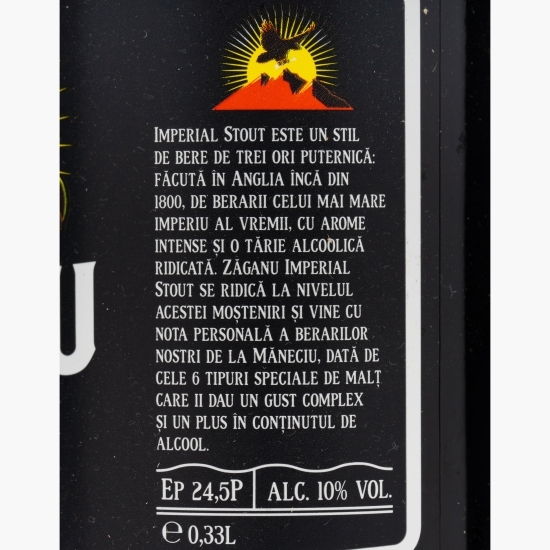 IMPERIAL STOUT ESTE UN STIL
DE BERE DE TREI ORI PUTERNICĂ:
FĂCUTĂ ÎN ANGLIA ÎNCĂ DIN
1800, DE BERARII CELUI MAI MARE
IMPERIU AL VREMII, CU AROME
INTENSE ȘI O TĂRIE ALCOOLICĂ
RIDICATĂ. ZĂGANU IMPERIAL
STOUT SE RIDICĂ LA NIVELUL
ACESTEI MOȘTENIRI ȘI VINE CU
NOTA PERSONALĂ A BERARILOR
NOSTRI DE LA MĂNECIU, DATĂ DE
CELE 6 TIPURI SPECIALE DE MALȚ
CARE II DAU UN GUST COMPLEX
ȘI UN PLUS ÎN CONȚINUTUL DE
ALCOOL.
EP 24,5P | ALC. 10% VOL.
℮ 0,33L
U